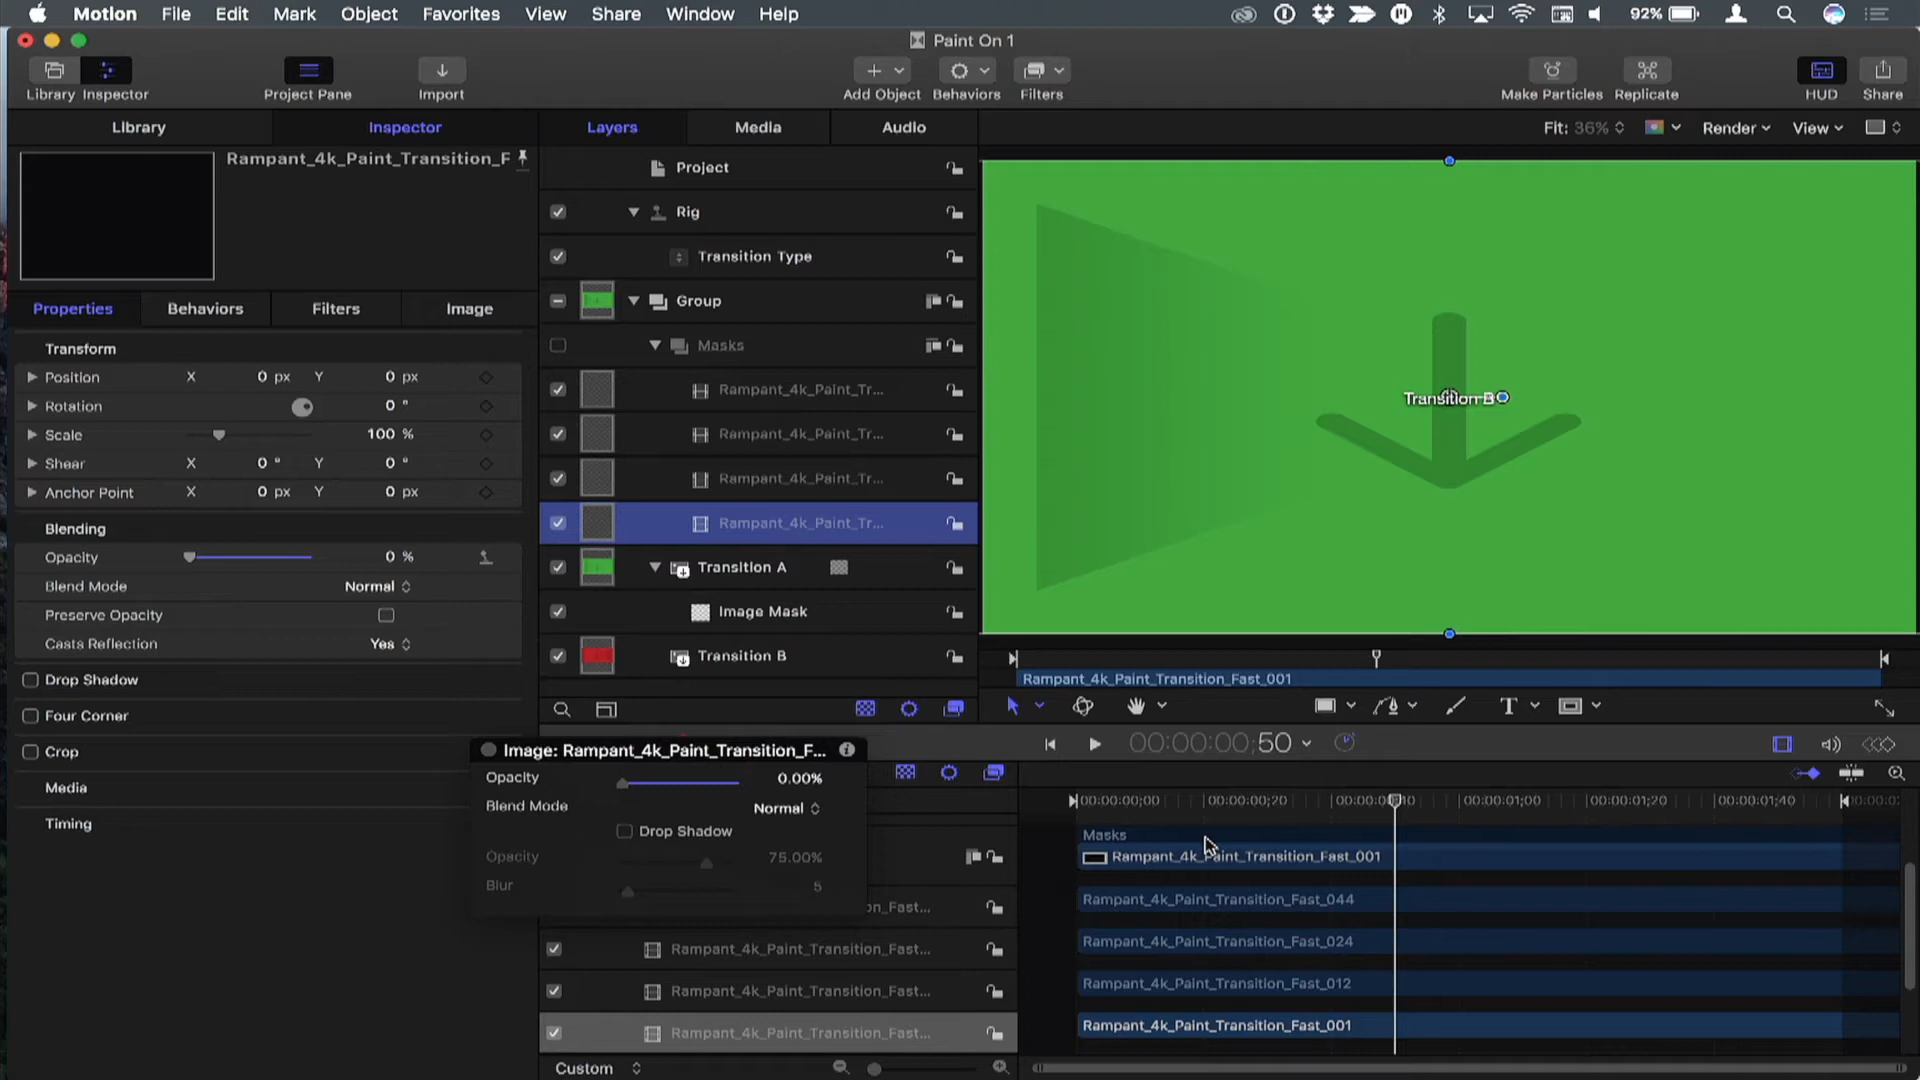 Motion File Edit Mark Object Favorites View Share Window Help 92%
Paint On 1
Library Inspector Project Pane Import Add Object Behaviors Filters Make Particles Replicate HUD Share
Library Inspector Layers Media Audio Fit: 36% Render View
Rampant_4k_Paint_Transition_F
Properties Behaviors Filters Image
Transform
Position X 0 px Y 0 px
Rotation 0 °
Scale 100 %
Shear X 0 ° Y 0 °
Anchor Point X 0 px Y 0 px
Blending
Opacity 0 %
Blend Mode Normal
Preserve Opacity
Casts Reflection Yes
Drop Shadow
Four Corner
Crop
Media
Timing
Project
Rig
Transition Type
Group
Masks
Rampant_4k_Paint_Tr...
Rampant_4k_Paint_Tr...
Rampant_4k_Paint_Tr...
Rampant_4k_Paint_Tr...
Transition A
Image Mask
Transition B
Transition B
Rampant_4k_Paint_Transition_Fast_001
T
00:00:00;50
Image: Rampant_4k_Paint_Transition_F...
Opacity 0.00%
Blend Mode Normal
Drop Shadow
Opacity 75.00%
Blur 5
00:00:00;00 00:00:00;20 00:00:01;00 00:00:01;20 00:00:01;40
Masks
Rampant_4k_Paint_Transition_Fast_001
Rampant_4k_Paint_Transition_Fast_044
Rampant_4k_Paint_Transition_Fast... Rampant_4k_Paint_Transition_Fast_024
Rampant_4k_Paint_Transition_Fast... Rampant_4k_Paint_Transition_Fast_012
Rampant_4k_Paint_Transition_Fast... Rampant_4k_Paint_Transition_Fast_001
Custom